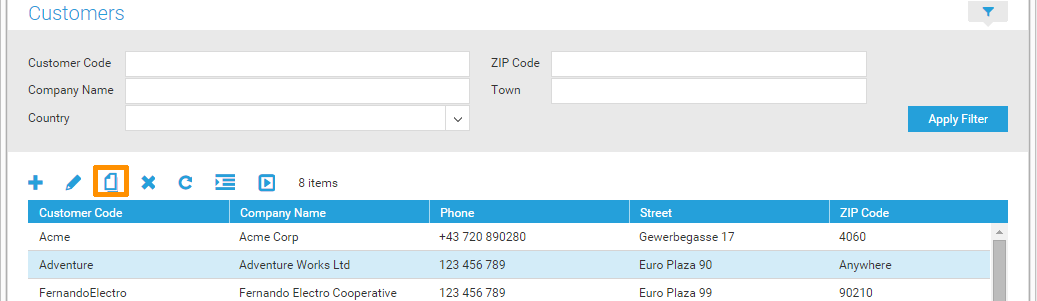 Customers
Customer Code ZIP Code
Company Name Town
Country
Apply Filter
8 items
Customer Code Company Name Phone Street ZIP Code
Acme Acme Corp +43 720 890280 Gewerbegasse 17 4060
Adventure Adventure Works Ltd 123 456 789 Euro Plaza 90 Anywhere
FernandoElectro Fernando Electro Cooperative 123 456 789 Euro Plaza 99 90210